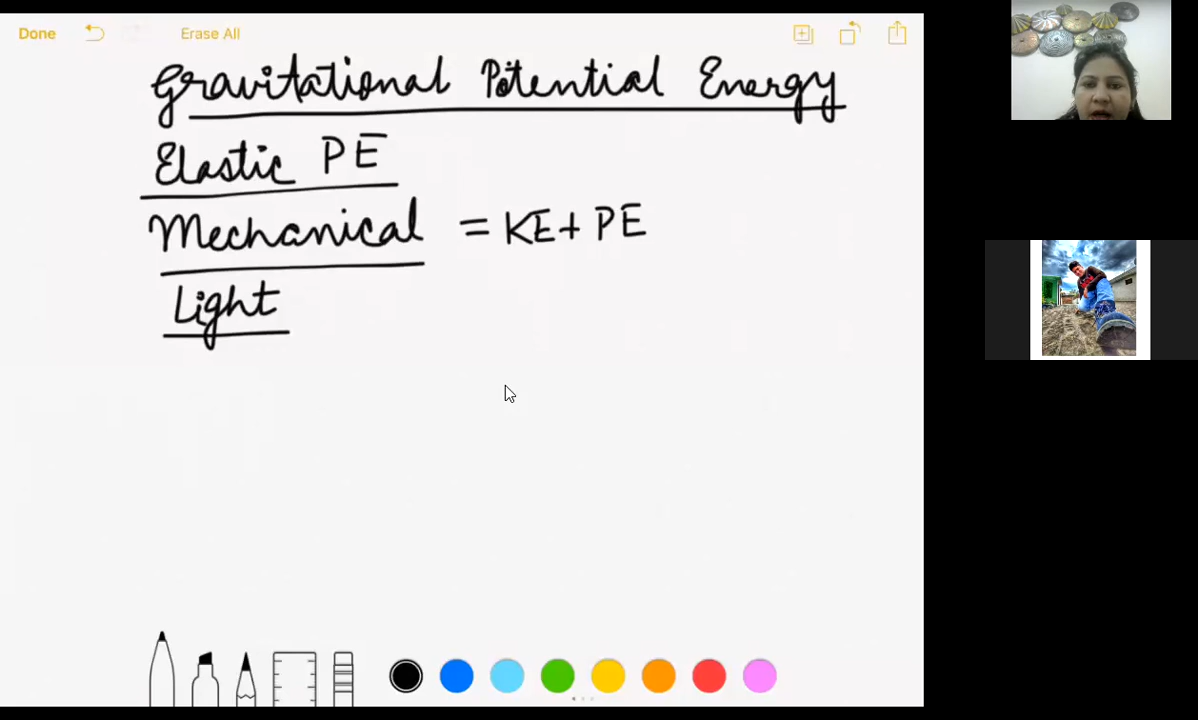 Done Erase All
Gravitational Potential Energy
Elastic PE
Mechanical = KE+ PE
Light